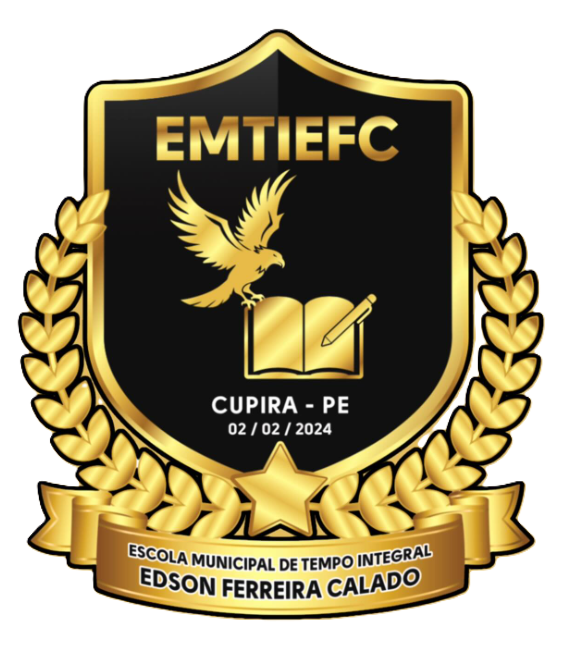 EMTIEFC
CUPIRA - PE
02 / 02 / 2024
ESCOLA MUNICIPAL DE TEMPO INTEGRAL
EDSON FERREIRA CALADO